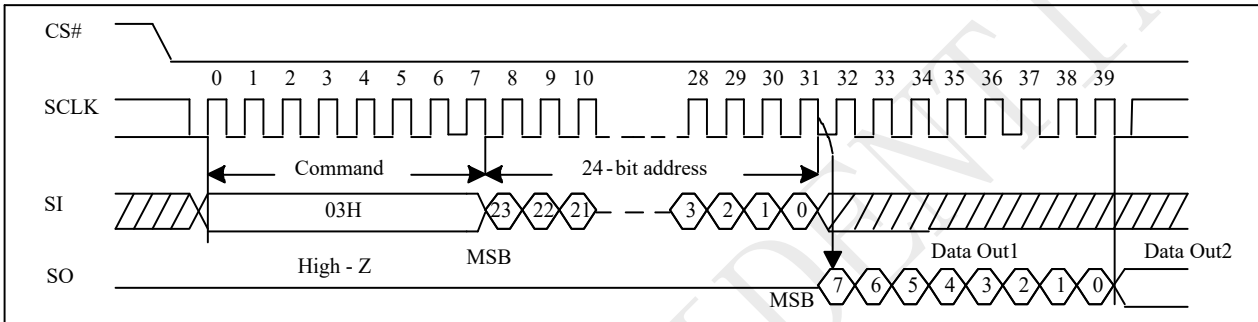 CS#
0 1 2 3 4 5 6 7 8 9 10 28 29 30 31 32 33 34 35 36 37 38 39
SCLK
Command 24-bit address
SI 03H 23 22 21 3 2 1 0
High - Z MSB Data Out1 Data Out2
SO 7 6 5 4 3 2 1 0
MSB